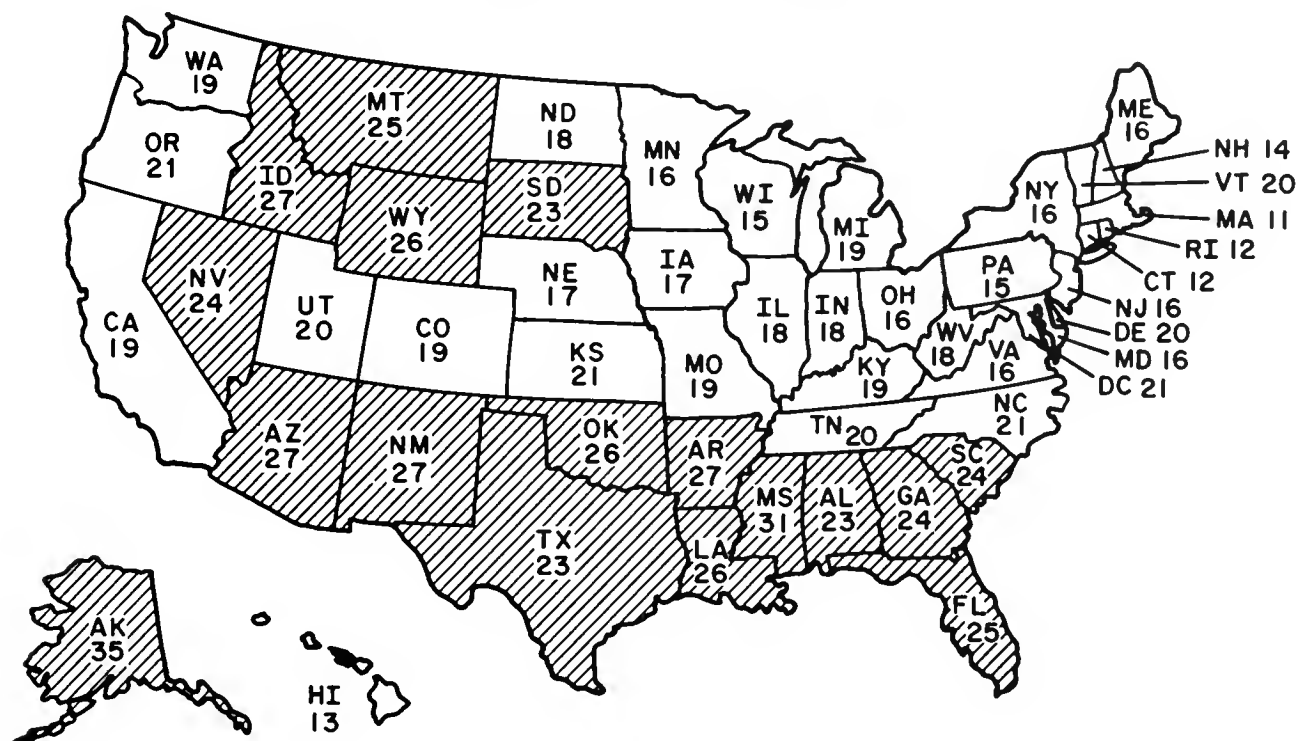 WA
19
MT
25
ND
18
MN
16
ME
16
OR
21
ID
27
SD
23
WI
15
MI
19
NY
16
NH 14
VT 20
MA 11
RI 12
CT 12
NJ 16
DE 20
MD 16
DC 21
WY
26
NV
24
NE
17
IA
17
PA
15
CA
19
UT
20
CO
19
KS
21
MO
19
IL
18
IN
18
OH
16
WV
18
VA
16
KY
19
NC
21
TN 20
AZ
27
NM
27
OK
26
AR
27
SC
24
MS
31
AL
23
GA
24
TX
23
LA
26
FL
25
AK
35
HI
13